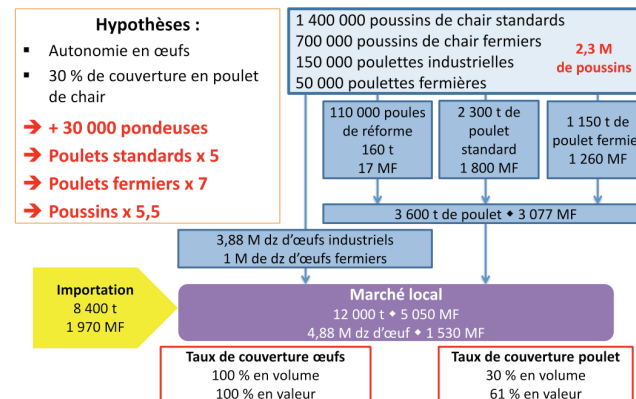 Hypothèses :
▪ Autonomie en œufs
▪ 30 % de couverture en poulet
de chair
➔ + 30 000 pondeuses
➔ Poulets standards x 5
➔ Poulets fermiers x 7
➔ Poussins x 5,5
1 400 000 poussins de chair standards
700 000 poussins de chair fermiers
150 000 poulettes industrielles
50 000 poulettes fermières
2,3 M
de poussins
110 000 poules
de réforme
160 t
17 MF
2 300 t de
poulet
standard
1 800 MF
1 150 t de
poulet fermie
1 260 MF
3 600 t de poulet ◆ 3 077 MF
3,88 M dz d’œufs industriels
1 M de dz d’œufs fermiers
Importation
8 400 t
1 970 MF
Marché local
12 000 t ◆ 5 050 MF
4,88 M dz d’œuf ◆ 1 530 MF
Taux de couverture œufs
100 % en volume
100 % en valeur
Taux de couverture poulet
30 % en volume
61 % en valeur